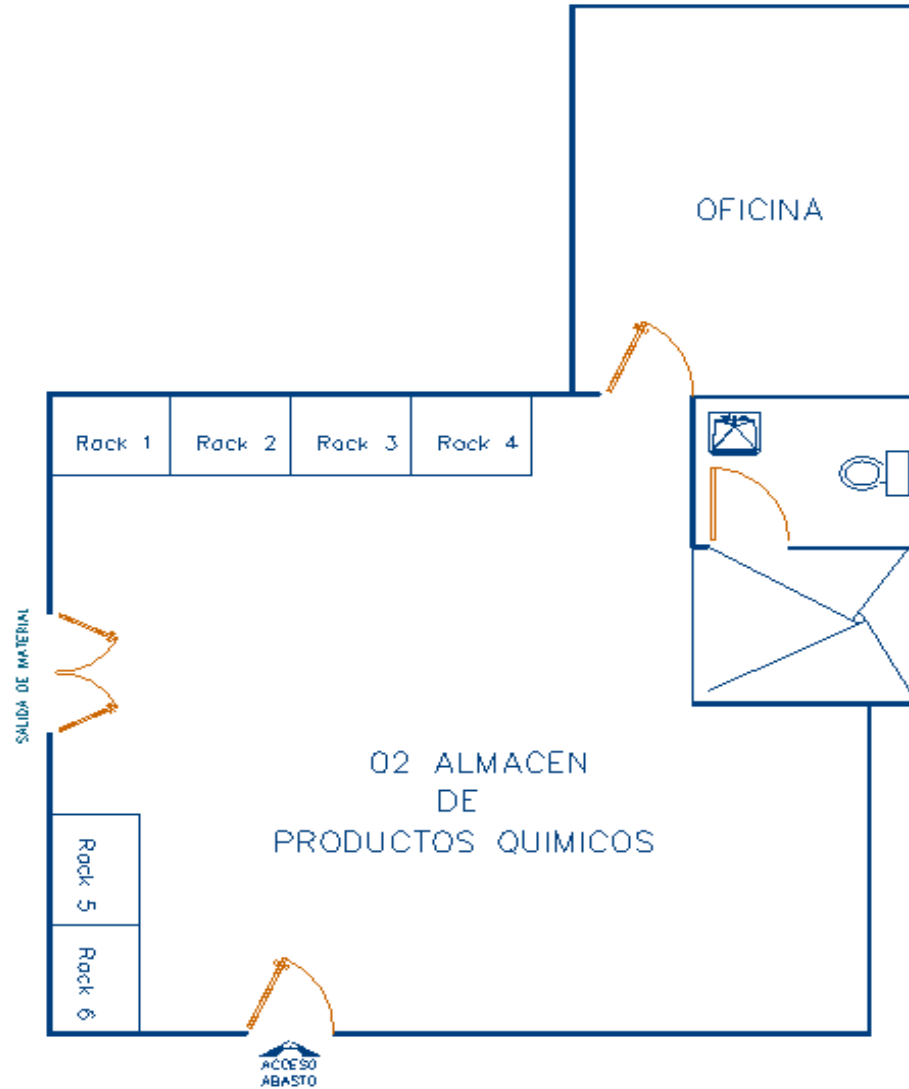 OFICINA
Rack 1
Rack 2
Rack 3
Rack 4
SALIDA DE MATERIAL
02 ALMACEN
DE
PRODUCTOS QUIMICOS
Rack 5
Rack 6
ACCESO
ABASTO